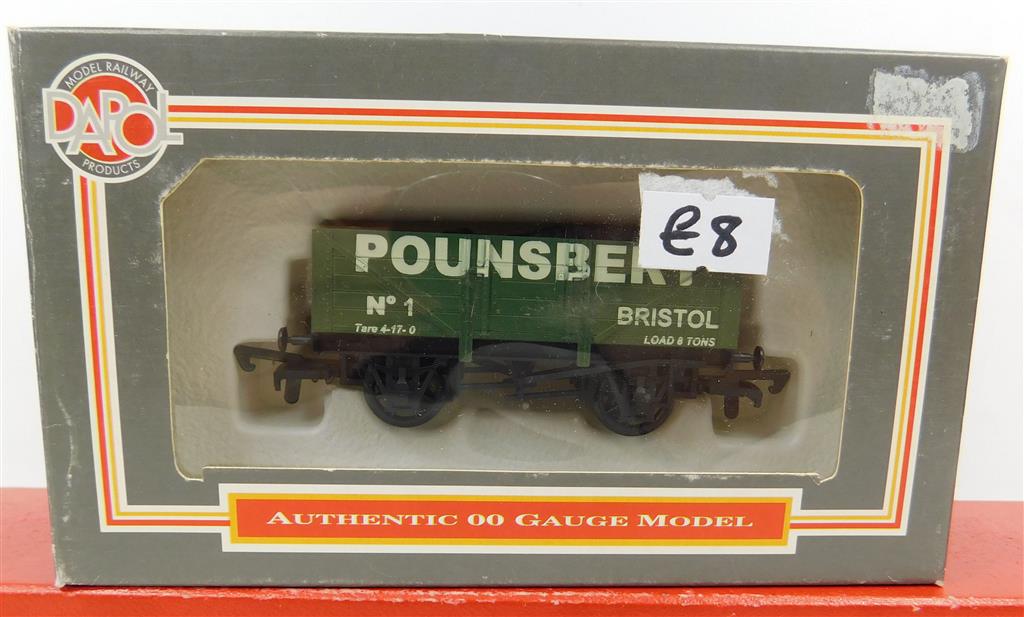 MODEL RAILWAY
DAPOL
PRODUCTS
£8
POUNSBERY
Nº 1
BRISTOL
Tare 4-17-0
LOAD 8 TONS
AUTHENTIC 00 GAUGE MODEL